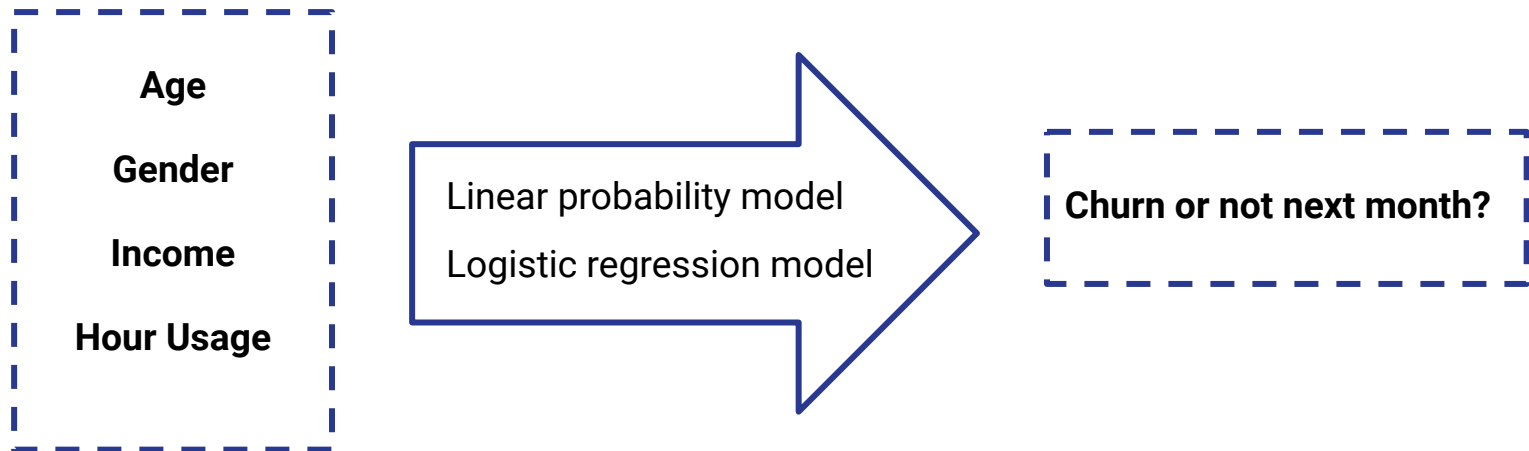 Age
Gender
Income
Hour Usage
Linear probability model
Logistic regression model
Churn or not next month?